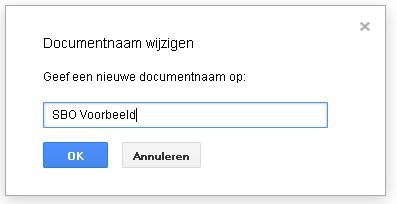 Documentnaam wijzigen
Geef een nieuwe documentnaam op:
SBO Voorbeeld
OK Annuleren